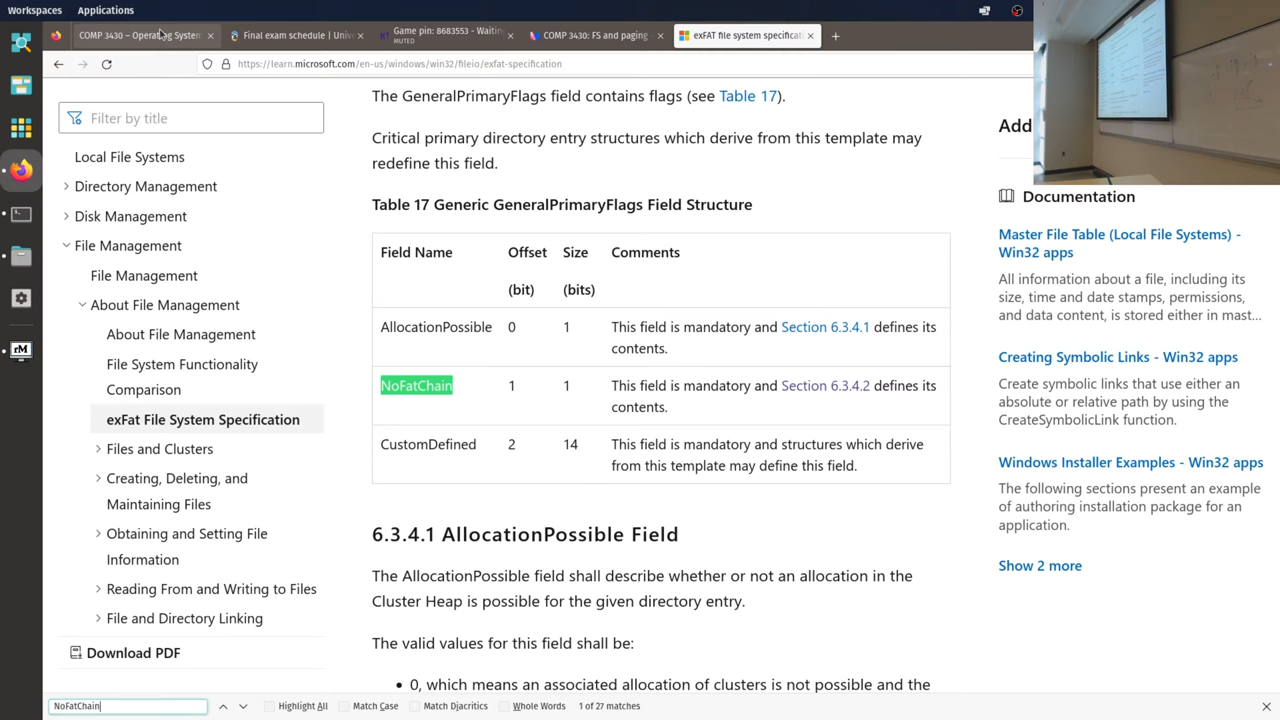 Workspaces Applications
COMP 3430 – Operating System
Final exam schedule | Unive
Game pin: 8683553 - Waitin
MUTED
COMP 3430: FS and paging -
exFAT file system specificati
https://learn.microsoft.com/en-us/windows/win32/fileio/exfat-specification
Filter by title
Local File Systems
Directory Management
Disk Management
File Management
File Management
About File Management
About File Management
File System Functionality
Comparison
exFat File System Specification
Files and Clusters
Creating, Deleting, and
Maintaining Files
Obtaining and Setting File
Information
Reading From and Writing to Files
File and Directory Linking
Download PDF
The GeneralPrimaryFlags field contains flags (see Table 17).
Critical primary directory entry structures which derive from this template may
redefine this field.
Table 17 Generic GeneralPrimaryFlags Field Structure
Field Name Offset Size Comments
(bit) (bits)
AllocationPossible 0 1 This field is mandatory and Section 6.3.4.1 defines its
contents.
NoFatChain 1 1 This field is mandatory and Section 6.3.4.2 defines its
contents.
CustomDefined 2 14 This field is mandatory and structures which derive
from this template may define this field.
6.3.4.1 AllocationPossible Field
The AllocationPossible field shall describe whether or not an allocation in the
Cluster Heap is possible for the given directory entry.
The valid values for this field shall be:
• 0, which means an associated allocation of clusters is not possible and the
Add
Documentation
Master File Table (Local File Systems) -
Win32 apps
All information about a file, including its
size, time and date stamps, permissions,
and data content, is stored either in mast...
Creating Symbolic Links - Win32 apps
Create symbolic links that use either an
absolute or relative path by using the
CreateSymbolicLink function.
Windows Installer Examples - Win32 apps
The following sections present an example
of authoring installation package for an
application.
Show 2 more
NoFatChain Highlight All Match Case Match Diacritics Whole Words 1 of 27 matches